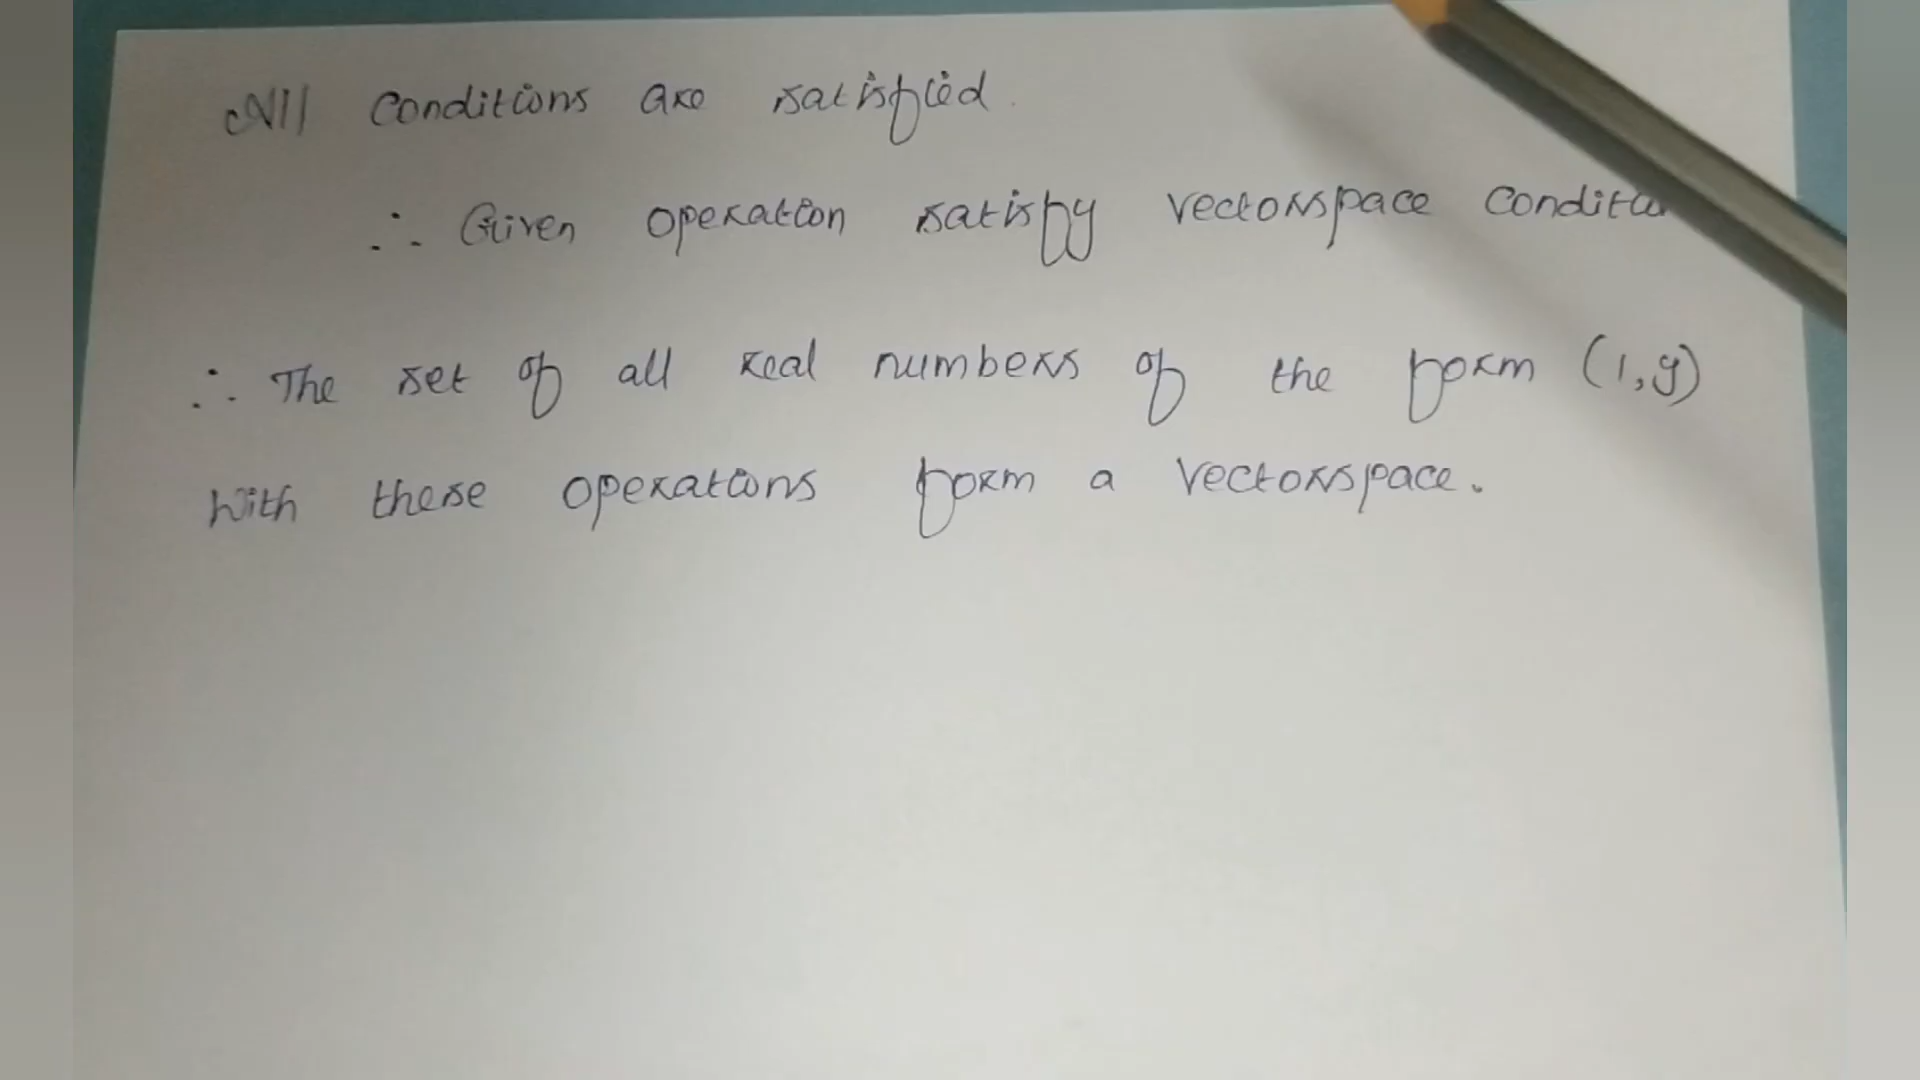 All conditions are satisfied.
∴ Given operation satisfy vectorspace
∴ The set of all real numbers of the form (1,y)
with these operations form a vectorspace.